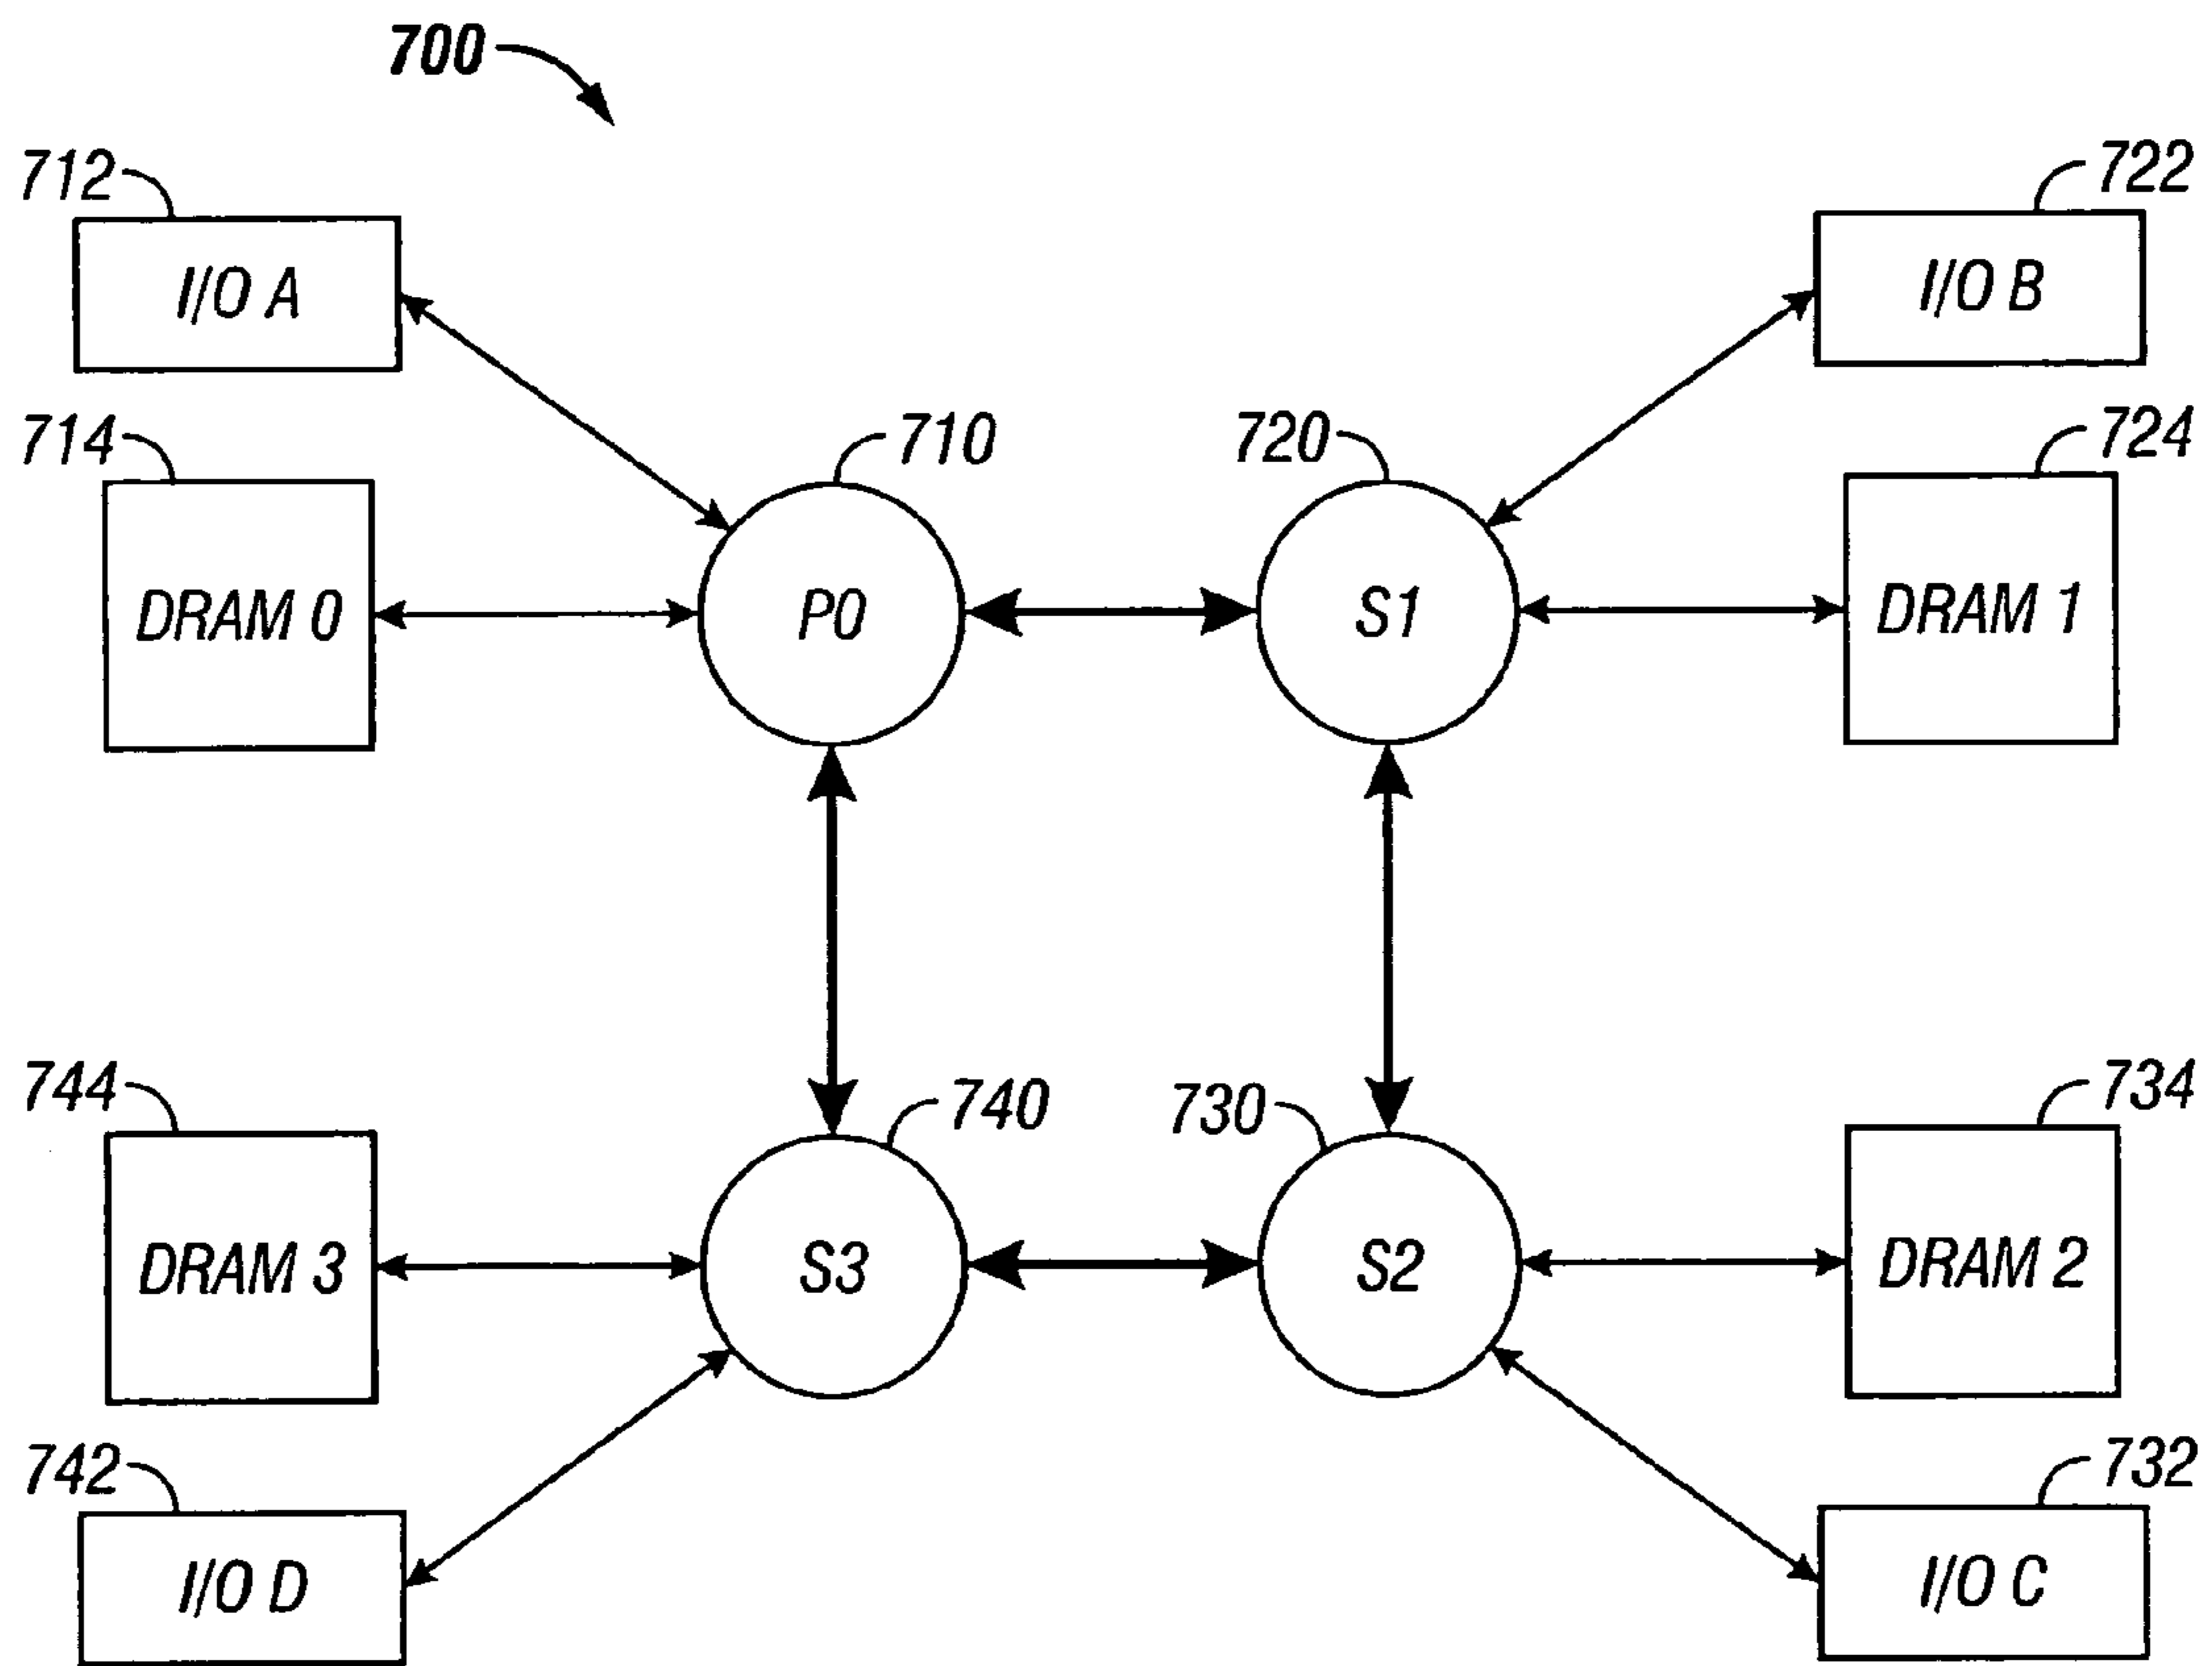 700
712
722
I/O A
I/O B
714
710
720
724
DRAM 0
P0
S1
DRAM 1
744
740
730
734
DRAM 3
S3
S2
DRAM 2
742
732
I/O D
I/O C